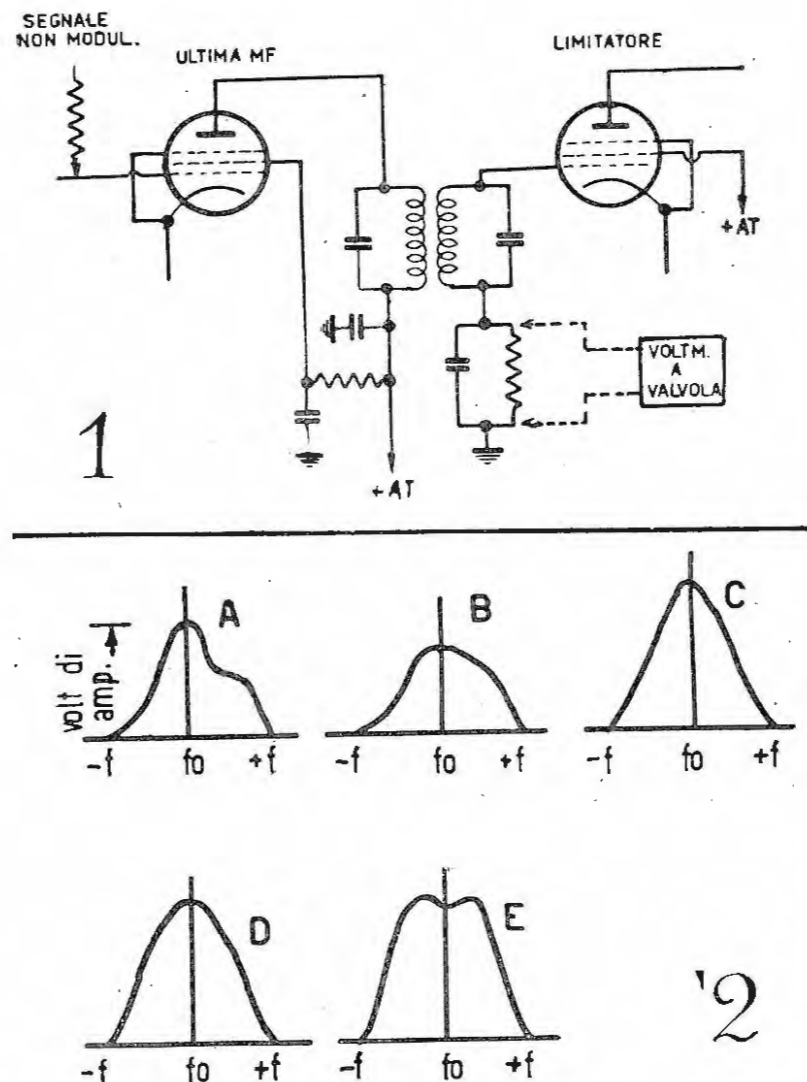 SEGNALE
NON MODUL.
ULTIMA MF
LIMITATORE
+AT
VOLTM.
A
VALVOLA
+AT
1
A
B
C
volt di
amp.
-f fo +f
-f fo +f
-f fo +f
D
E
-f fo +f
-f fo +f
'2